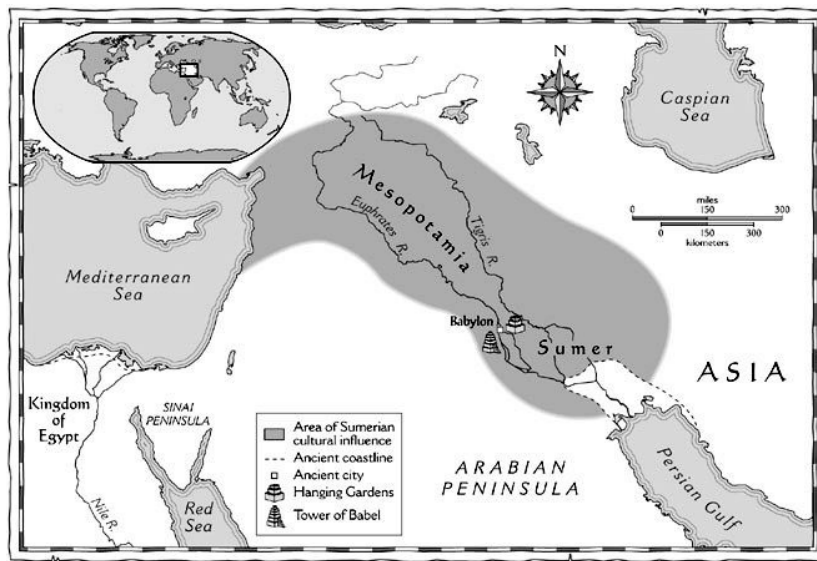 N
Caspian
Sea
miles
0 150 300
0 150 300
kilometers
Mesopotamia
Euphrates R.
Tigris R.
Mediterranean
Sea
Babylon
Sumer
ASIA
Kingdom
of
Egypt
SINAI
PENINSULA
Nile R.
Red
Sea
Area of Sumerian
cultural influence
Ancient coastline
Ancient city
Hanging Gardens
Tower of Babel
ARABIAN
PENINSULA
Persian Gulf